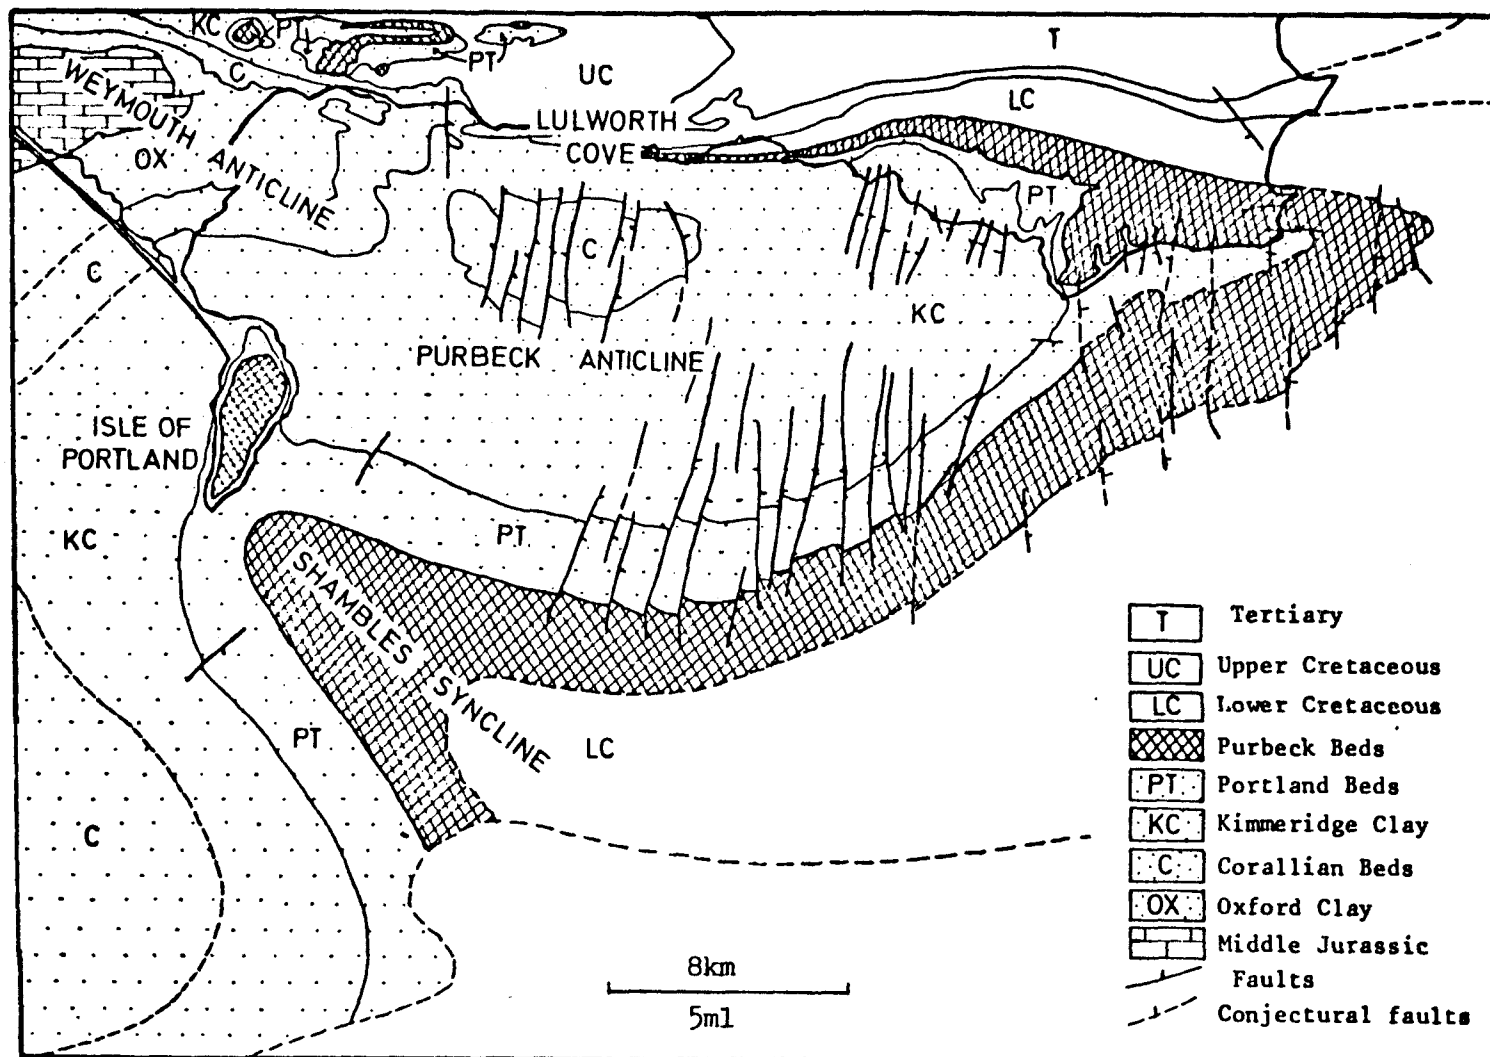 KC
PT
PT
C
UC
T
LC
WEYMOUTH ANTICLINE
OX
LULWORTH
COVE
PT
C
C
KC
PURBECK ANTICLINE
ISLE OF
PORTLAND
KC
PT
SHAMBLES SYNCLINE
PT
LC
C
8km
5ml
T Tertiary
UC Upper Cretaceous
LC Lower Cretaceous
Purbeck Beds
PT Portland Beds
KC Kimmeridge Clay
C Corallian Beds
OX Oxford Clay
Middle Jurassic
Faults
Conjectural faults